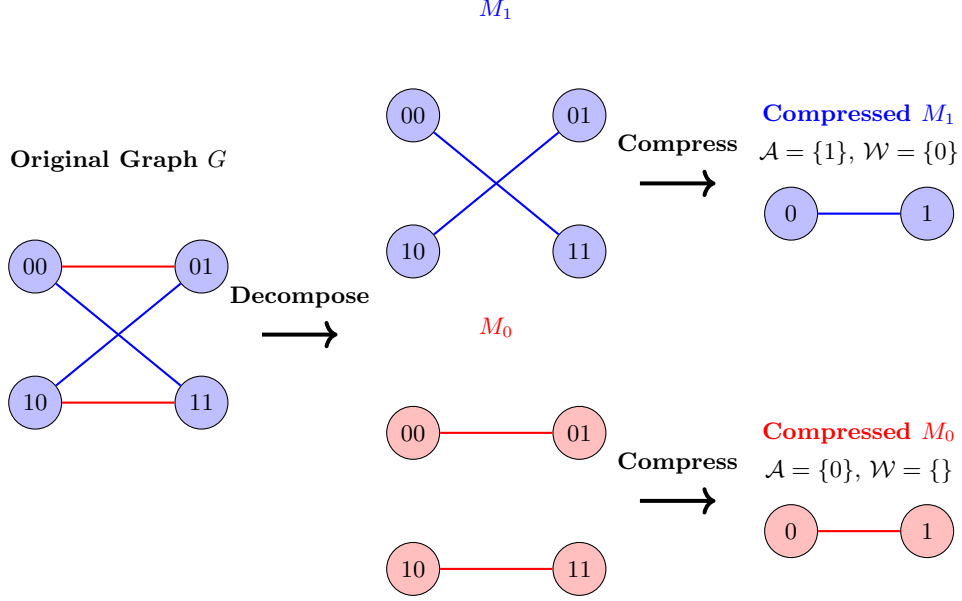 Original Graph G
00
01
10
11
Decompose
M₁
00
01
10
11
Compress
Compressed M₁
𝒜 = {1}, 𝒲 = {0}
0
1
M₀
00
01
10
11
Compress
Compressed M₀
𝒜 = {0}, 𝒲 = {}
0
1